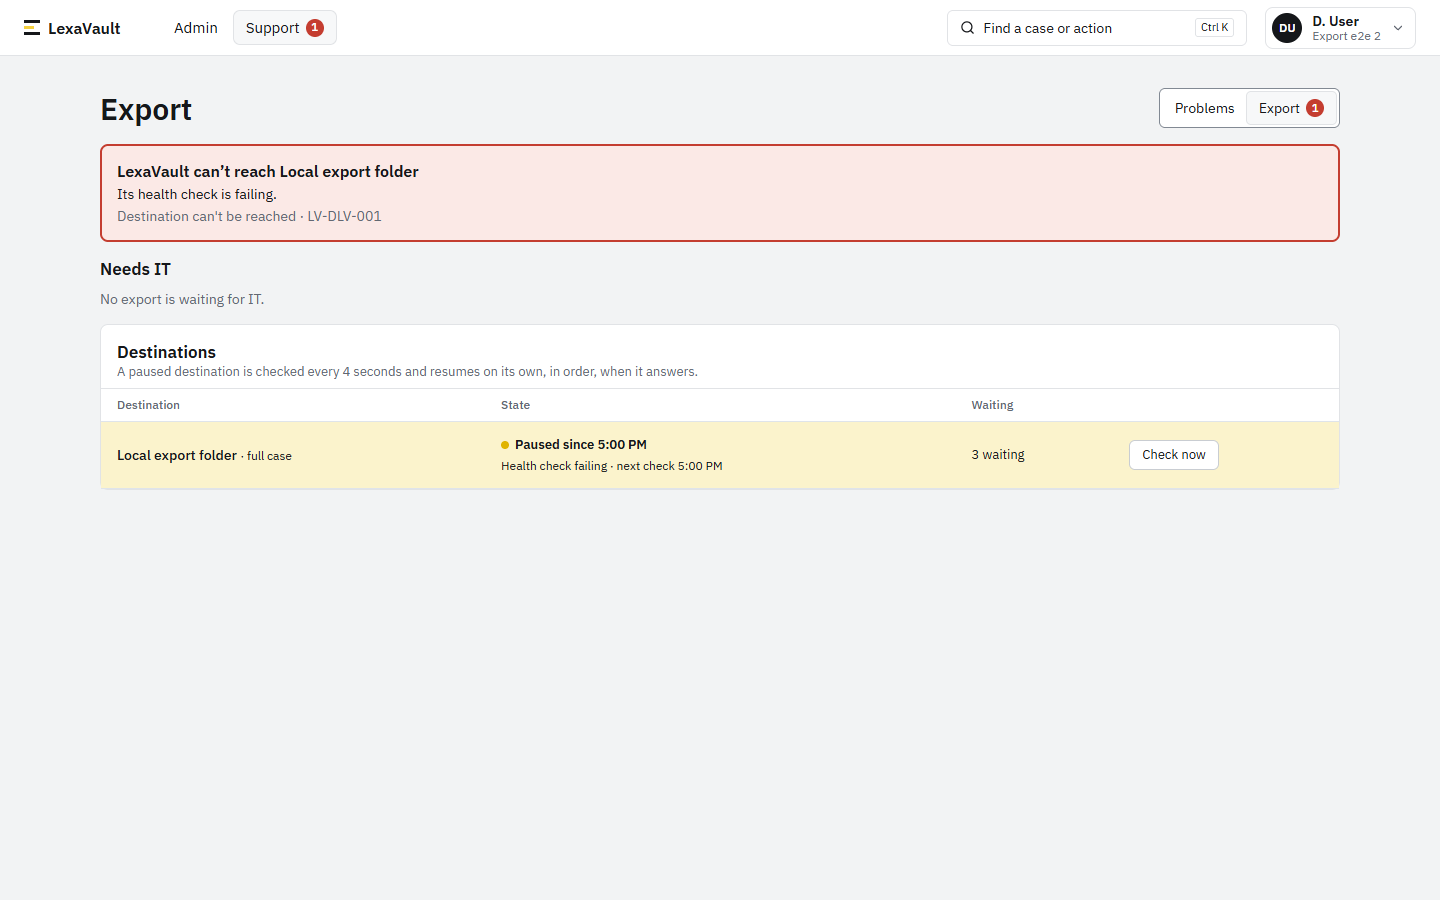 LexaVault
Admin
Support 1
Find a case or action
Ctrl K
DU
D. User
Export e2e 2
Export
Problems
Export 1
LexaVault can’t reach Local export folder
Its health check is failing.
Destination can't be reached · LV-DLV-001
Needs IT
No export is waiting for IT.
Destinations
A paused destination is checked every 4 seconds and resumes on its own, in order, when it answers.
Destination State Waiting
Local export folder · full case
Paused since 5:00 PM
Health check failing · next check 5:00 PM
3 waiting
Check now